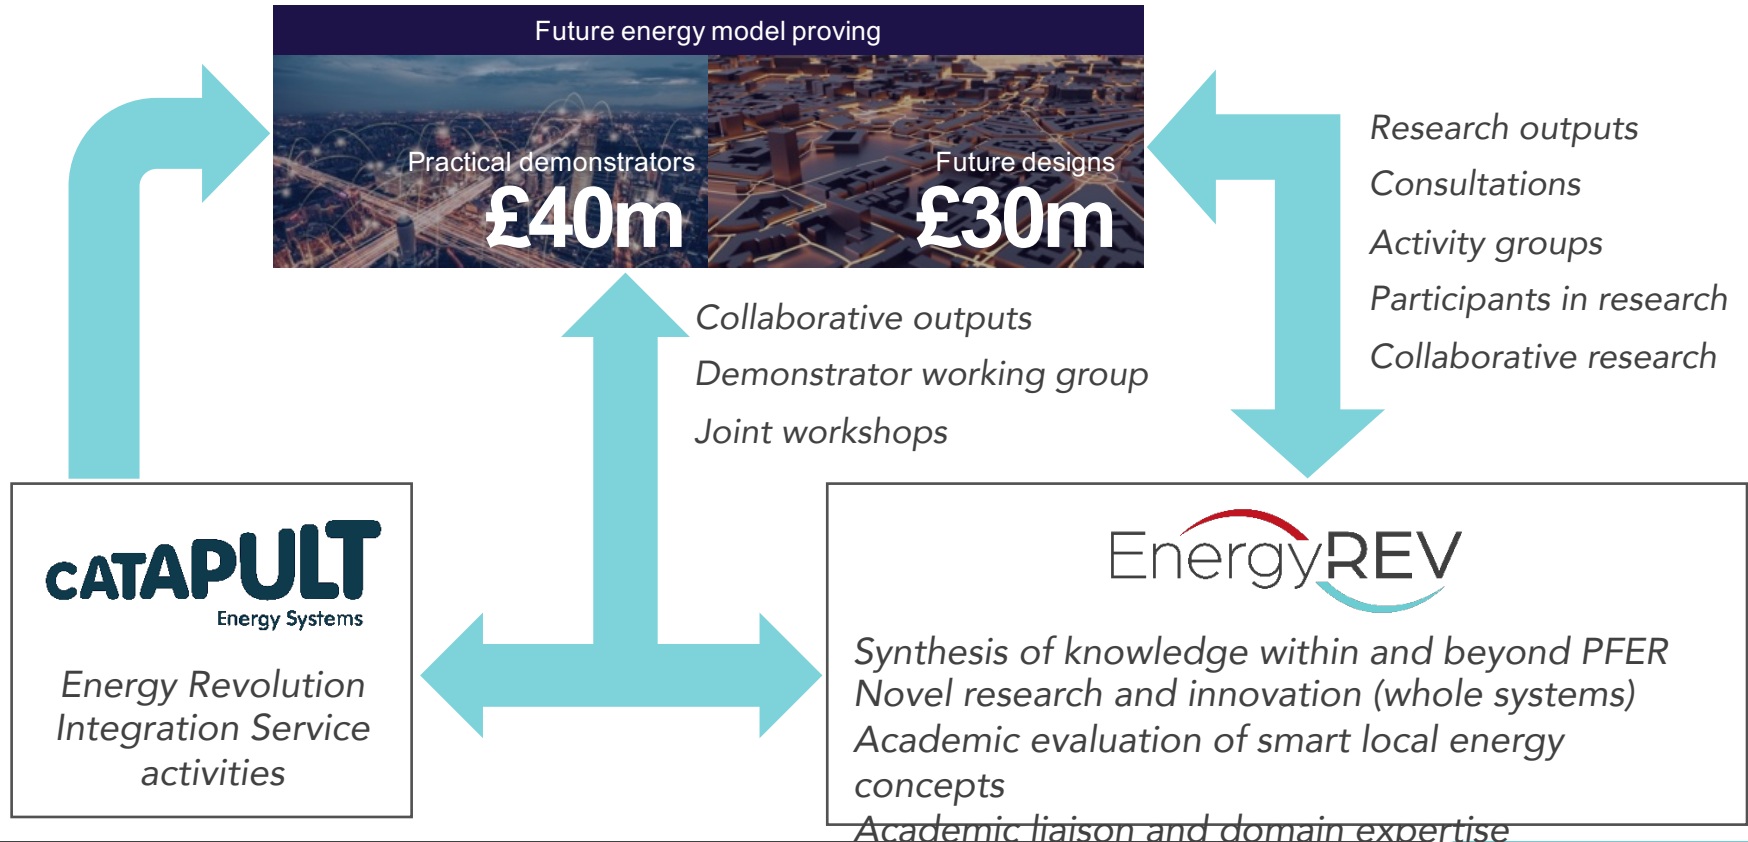 Future energy model proving
Practical demonstrators
£40m
Future designs
£30m
Research outputs
Consultations
Activity groups
Participants in research
Collaborative research
Collaborative outputs
Demonstrator working group
Joint workshops
CATAPULT
Energy Systems
Energy Revolution
Integration Service
activities
EnergyREV
Synthesis of knowledge within and beyond PFER
Novel research and innovation (whole systems)
Academic evaluation of smart local energy
concepts
Academic liaison and domain expertise